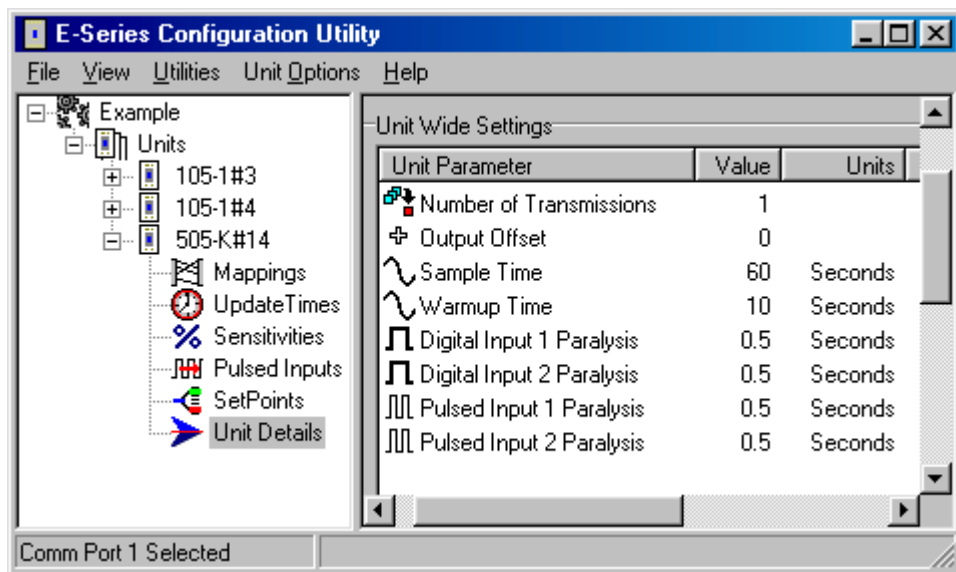 E-Series Configuration Utility
File View Utilities Unit Options Help
Example
Units
105-1#3
105-1#4
505-K#14
Mappings
UpdateTimes
Sensitivities
Pulsed Inputs
SetPoints
Unit Details
Unit Wide Settings
Unit Parameter Value Units
Number of Transmissions 1
Output Offset 0
Sample Time 60 Seconds
Warmup Time 10 Seconds
Digital Input 1 Paralysis 0.5 Seconds
Digital Input 2 Paralysis 0.5 Seconds
Pulsed Input 1 Paralysis 0.5 Seconds
Pulsed Input 2 Paralysis 0.5 Seconds
Comm Port 1 Selected